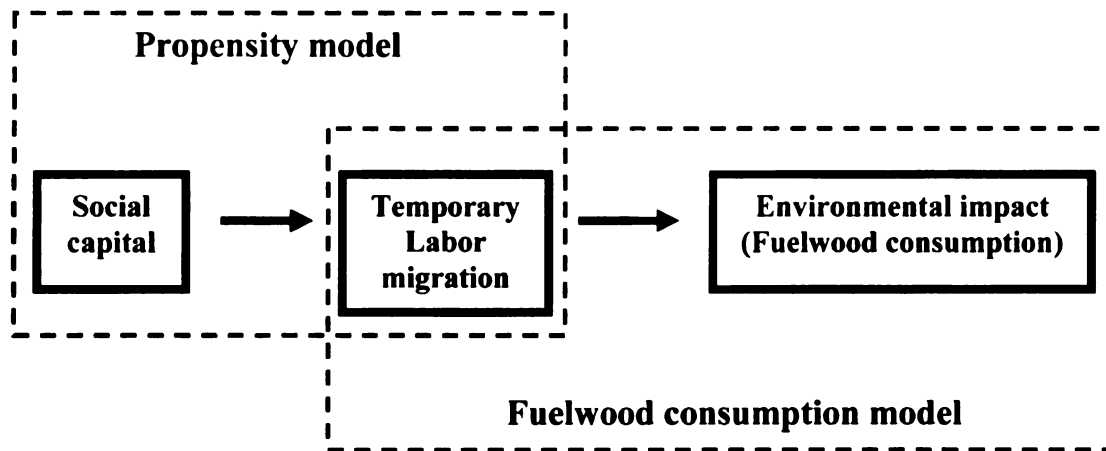 Propensity model
Social
capital
Temporary
Labor
migration
Environmental impact
(Fuelwood consumption)
Fuelwood consumption model